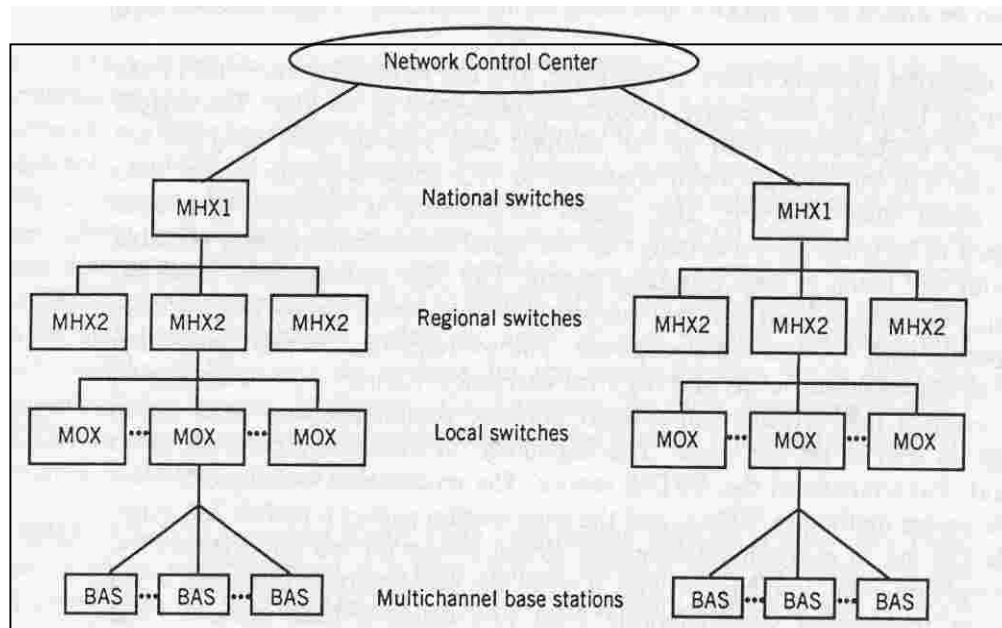 Network Control Center
MHX1 National switches MHX1
MHX2 MHX2 MHX2 Regional switches MHX2 MHX2 MHX2
MOX MOX MOX Local switches MOX MOX MOX
BAS BAS BAS Multichannel base stations BAS BAS BAS